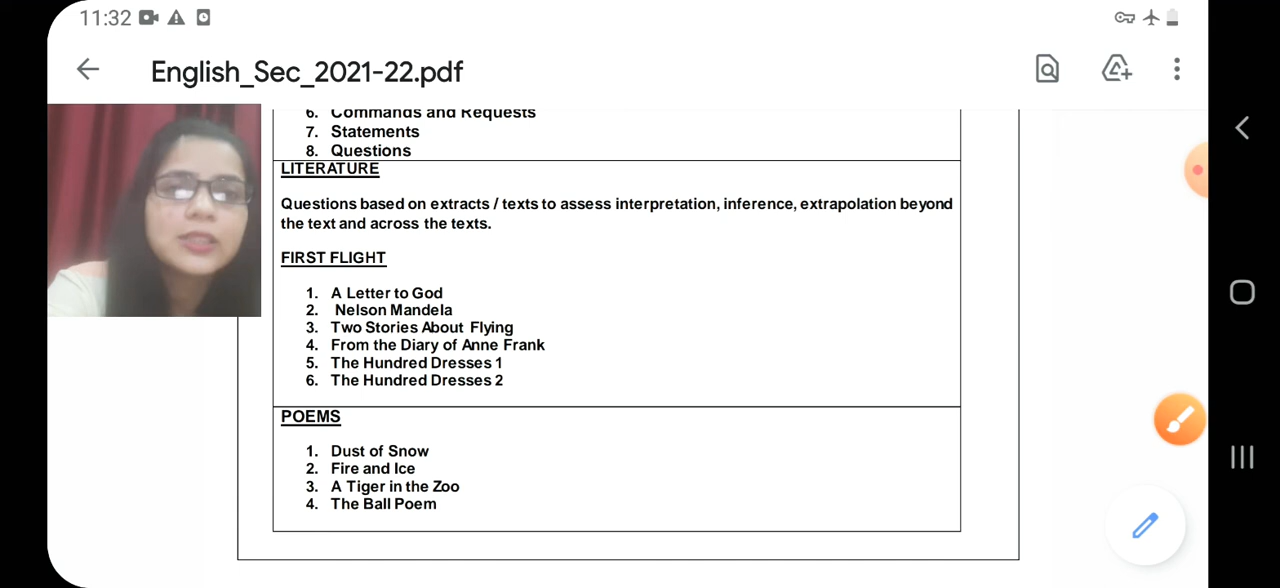 11:32
English_Sec_2021-22.pdf
6. Commands and Requests
7. Statements
8. Questions
LITERATURE
Questions based on extracts / texts to assess interpretation, inference, extrapolation beyond
the text and across the texts.
FIRST FLIGHT
1. A Letter to God
2. Nelson Mandela
3. Two Stories About Flying
4. From the Diary of Anne Frank
5. The Hundred Dresses 1
6. The Hundred Dresses 2
POEMS
1. Dust of Snow
2. Fire and Ice
3. A Tiger in the Zoo
4. The Ball Poem